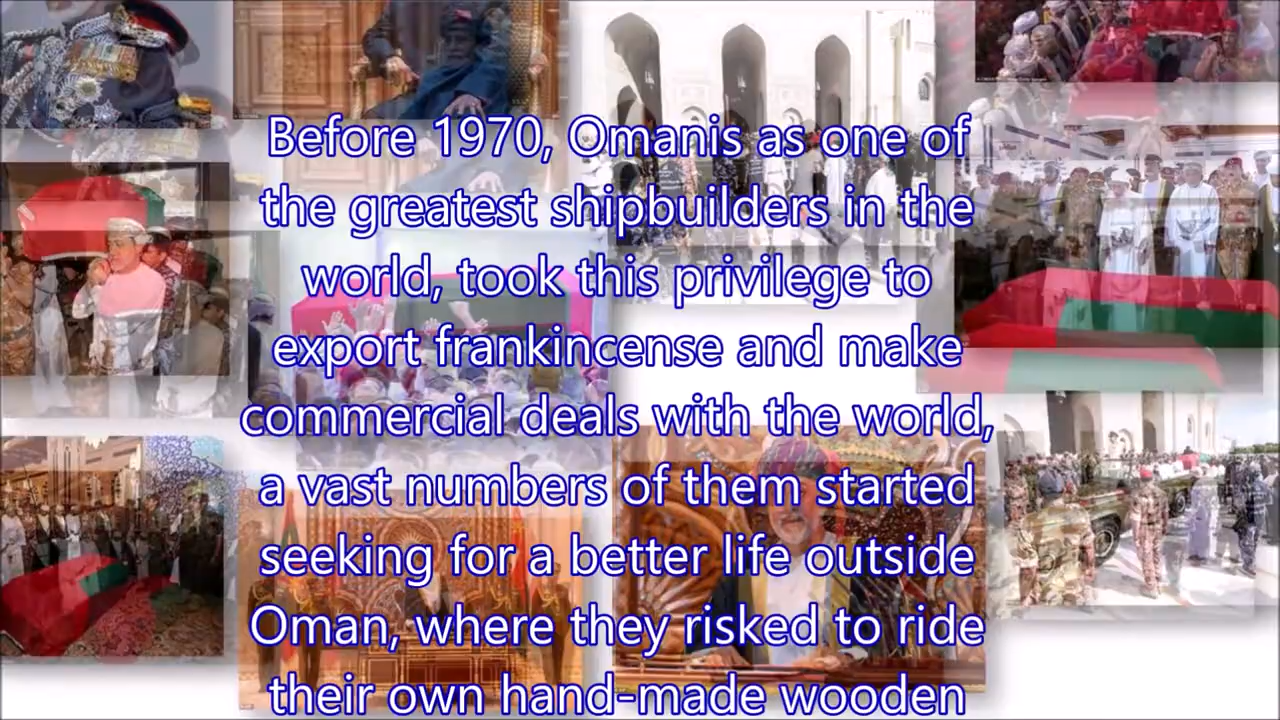 Before 1970, Omanis as one of
the greatest shipbuilders in the
world, took this privilege to
export frankincense and make
commercial deals with the world,
a vast numbers of them started
seeking for a better life outside
Oman, where they risked to ride
their own hand-made wooden